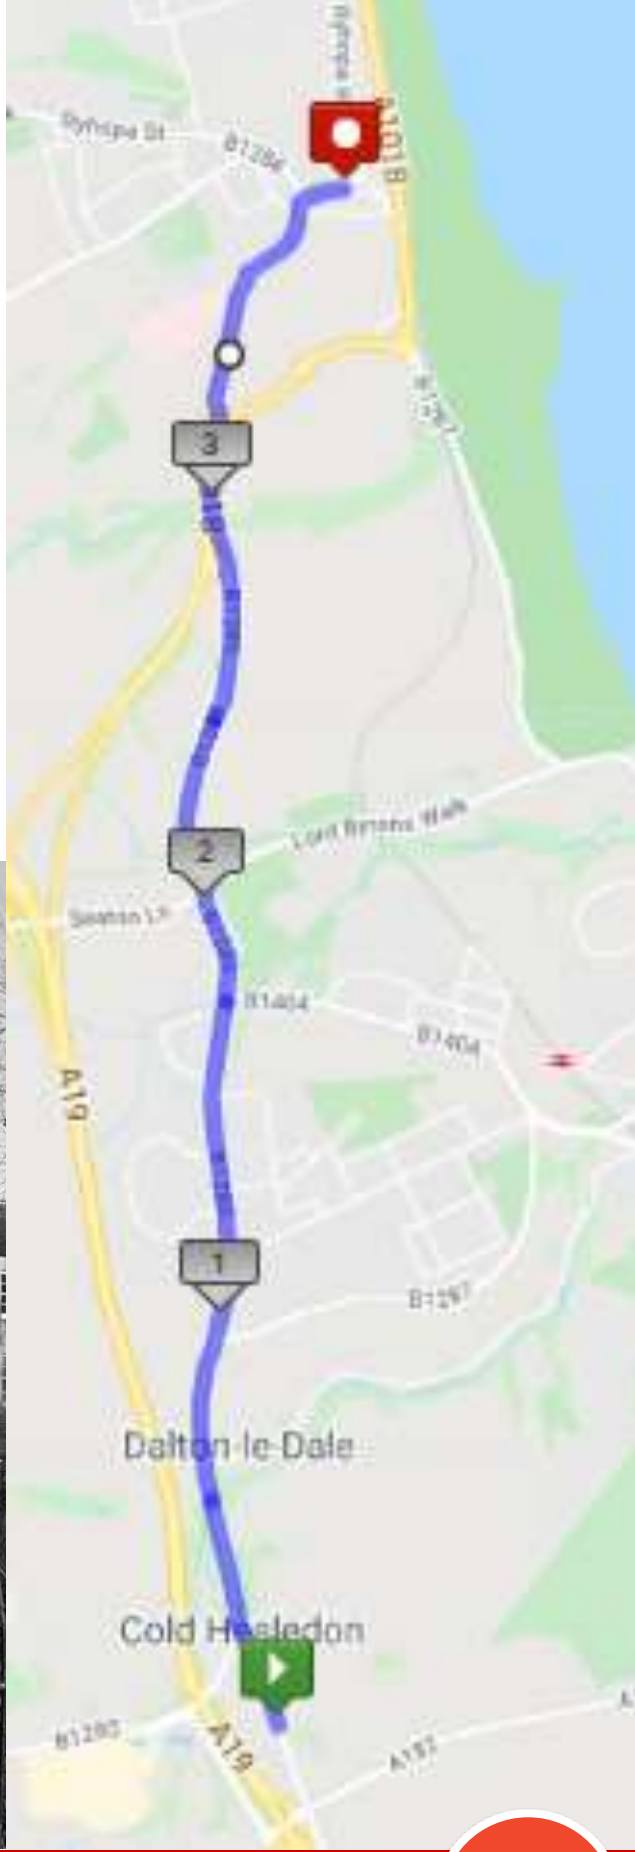 Ryhope St
B1286
A1018
B1287
3
Lord Byrons Walk
2
Seaton Ln
B1404
B1404
A19
1
B1287
Dalton-le-Dale
Cold Hesledon
A19
A182